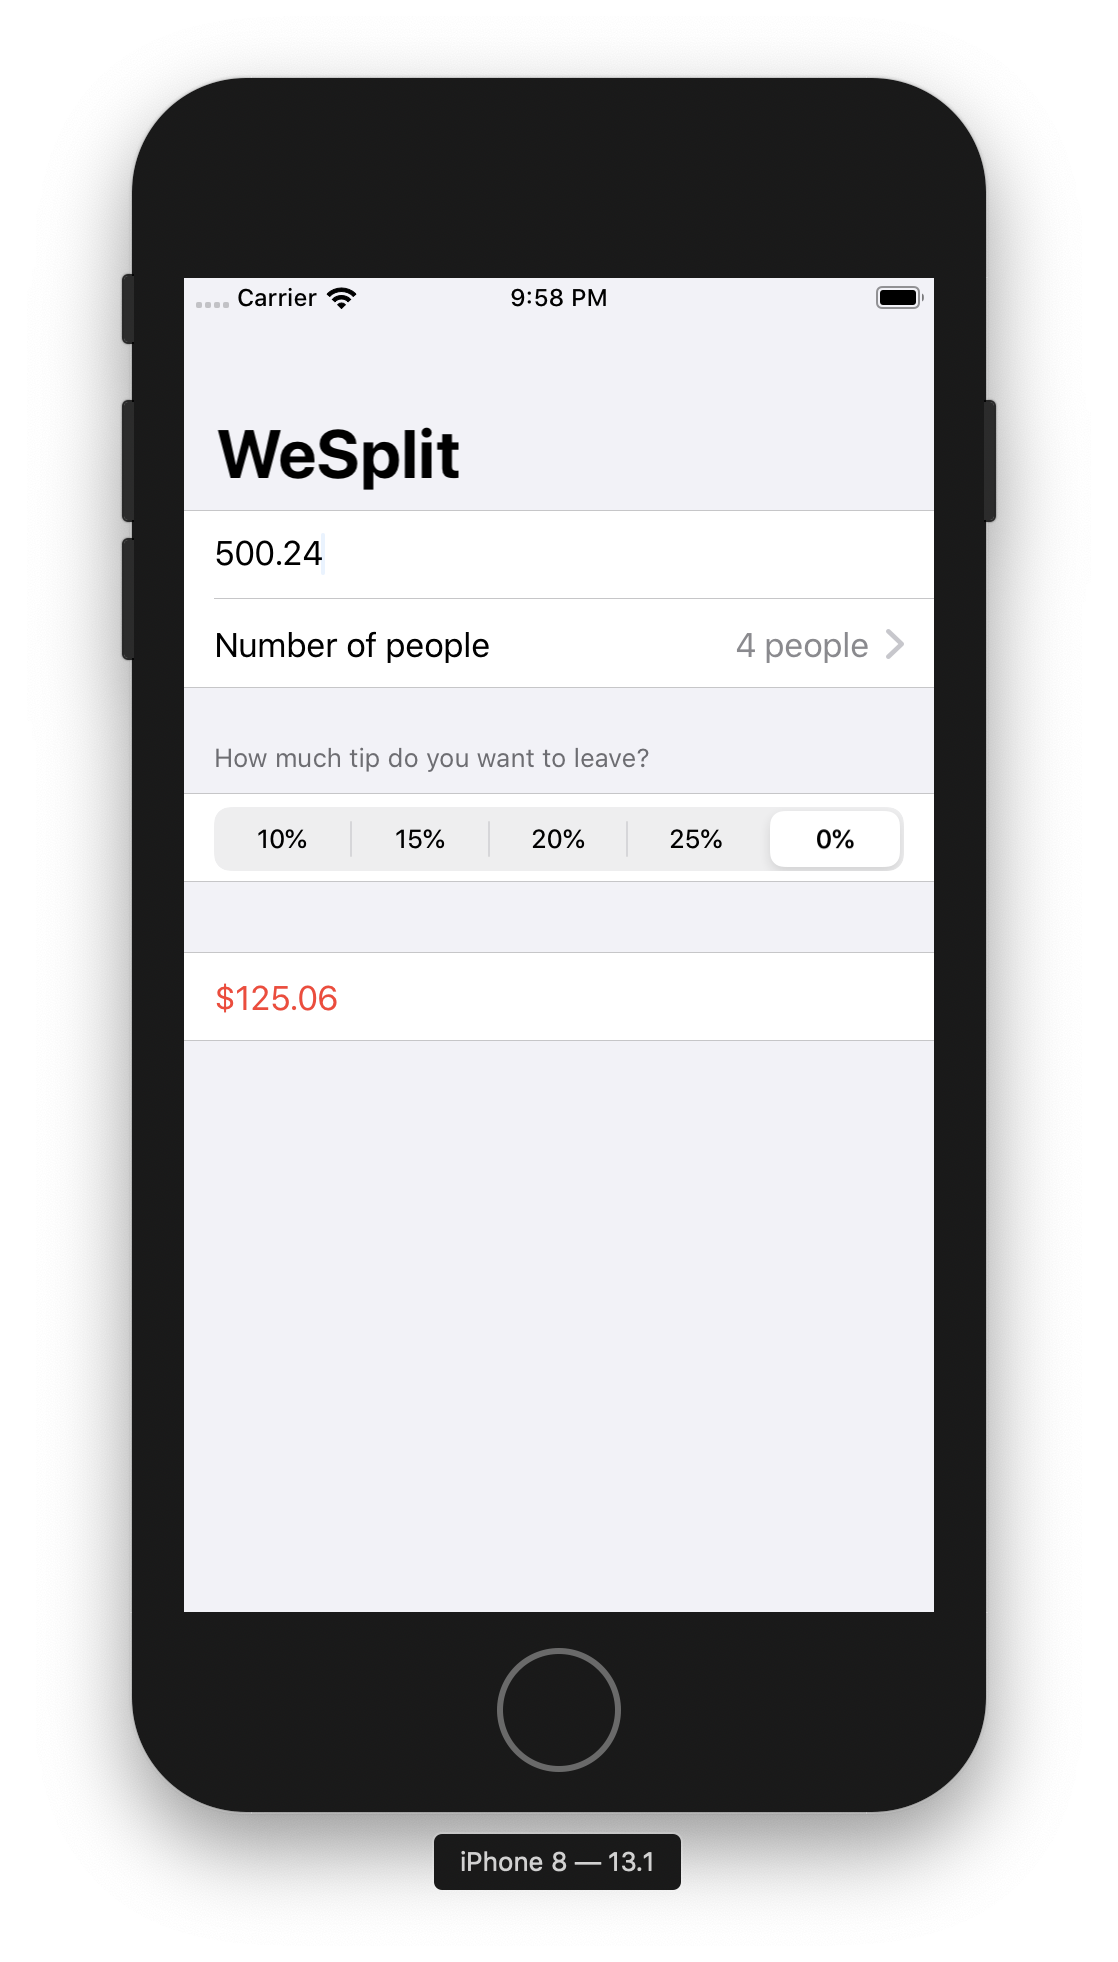 Carrier 9:58 PM
WeSplit
500.24
Number of people 4 people
How much tip do you want to leave?
10% 15% 20% 25% 0%
$125.06
iPhone 8 — 13.1